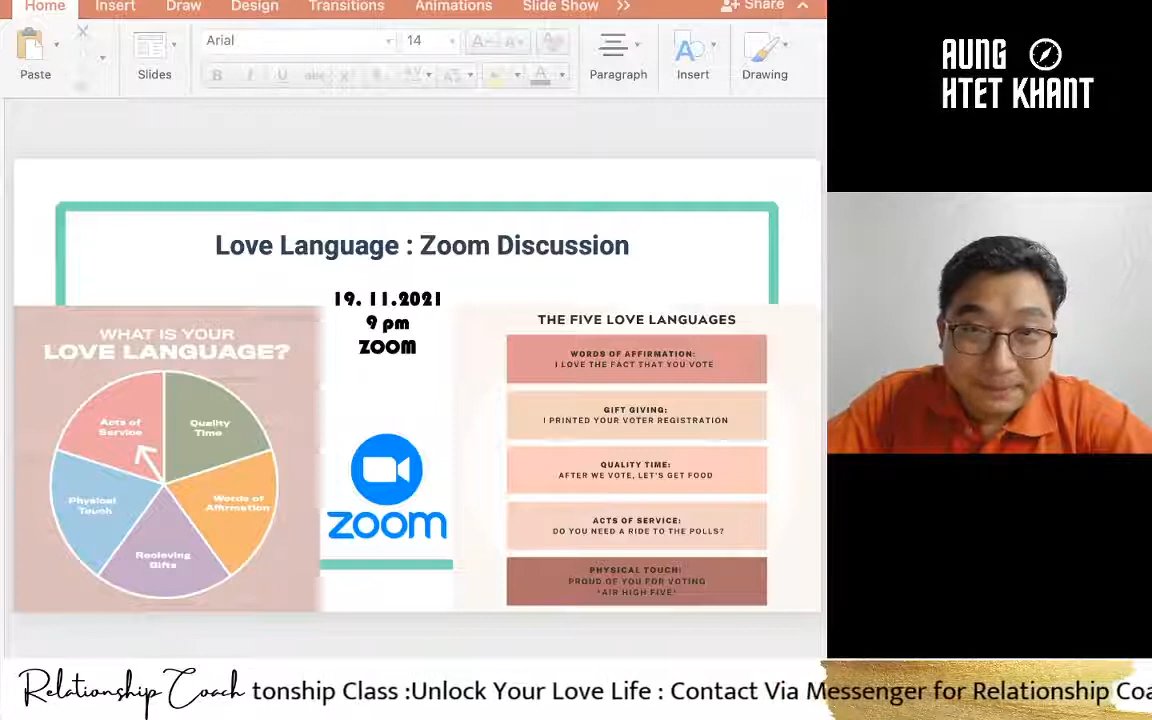 Home Insert Draw Design Transitions Animations Slide Show Share
Arial 14
Paste Slides Paragraph Insert Drawing
AUNG
HTET KHANT
Love Language : Zoom Discussion
19. 11.2021
9 pm
ZOOM
WHAT IS YOUR
LOVE LANGUAGE?
Acts of
Service
Quality
Time
Physical
Touch
Words of
Affirmation
Recieving
Gifts
zoom
THE FIVE LOVE LANGUAGES
WORDS OF AFFIRMATION:
I LOVE THE FACT THAT YOU VOTE
GIFT GIVING:
I PRINTED YOUR VOTER REGISTRATION
QUALITY TIME:
AFTER WE VOTE, LET'S GET FOOD
ACTS OF SERVICE:
DO YOU NEED A RIDE TO THE POLLS?
PHYSICAL TOUCH:
PROUD OF YOU FOR VOTING
*AIR HIGH FIVE*
Relationship Coach tonship Class :Unlock Your Love Life : Contact Via Messenger for Relationship Coa